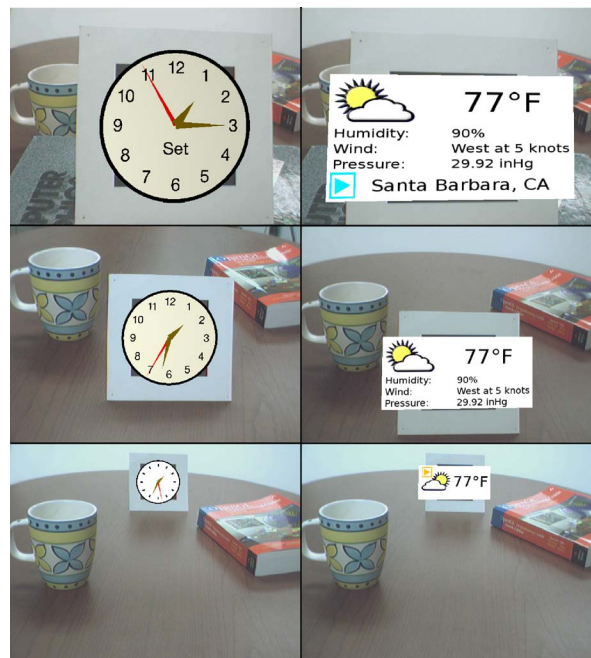 12
11 1
10 2
9 3
Set
8 4
7 5
6
77°F
Humidity: 90%
Wind: West at 5 knots
Pressure: 29.92 inHg
Santa Barbara, CA
12
11 1
10 2
9 3
8 4
7 5
6
77°F
Humidity: 90%
Wind: West at 5 knots
Pressure: 29.92 inHg
77°F